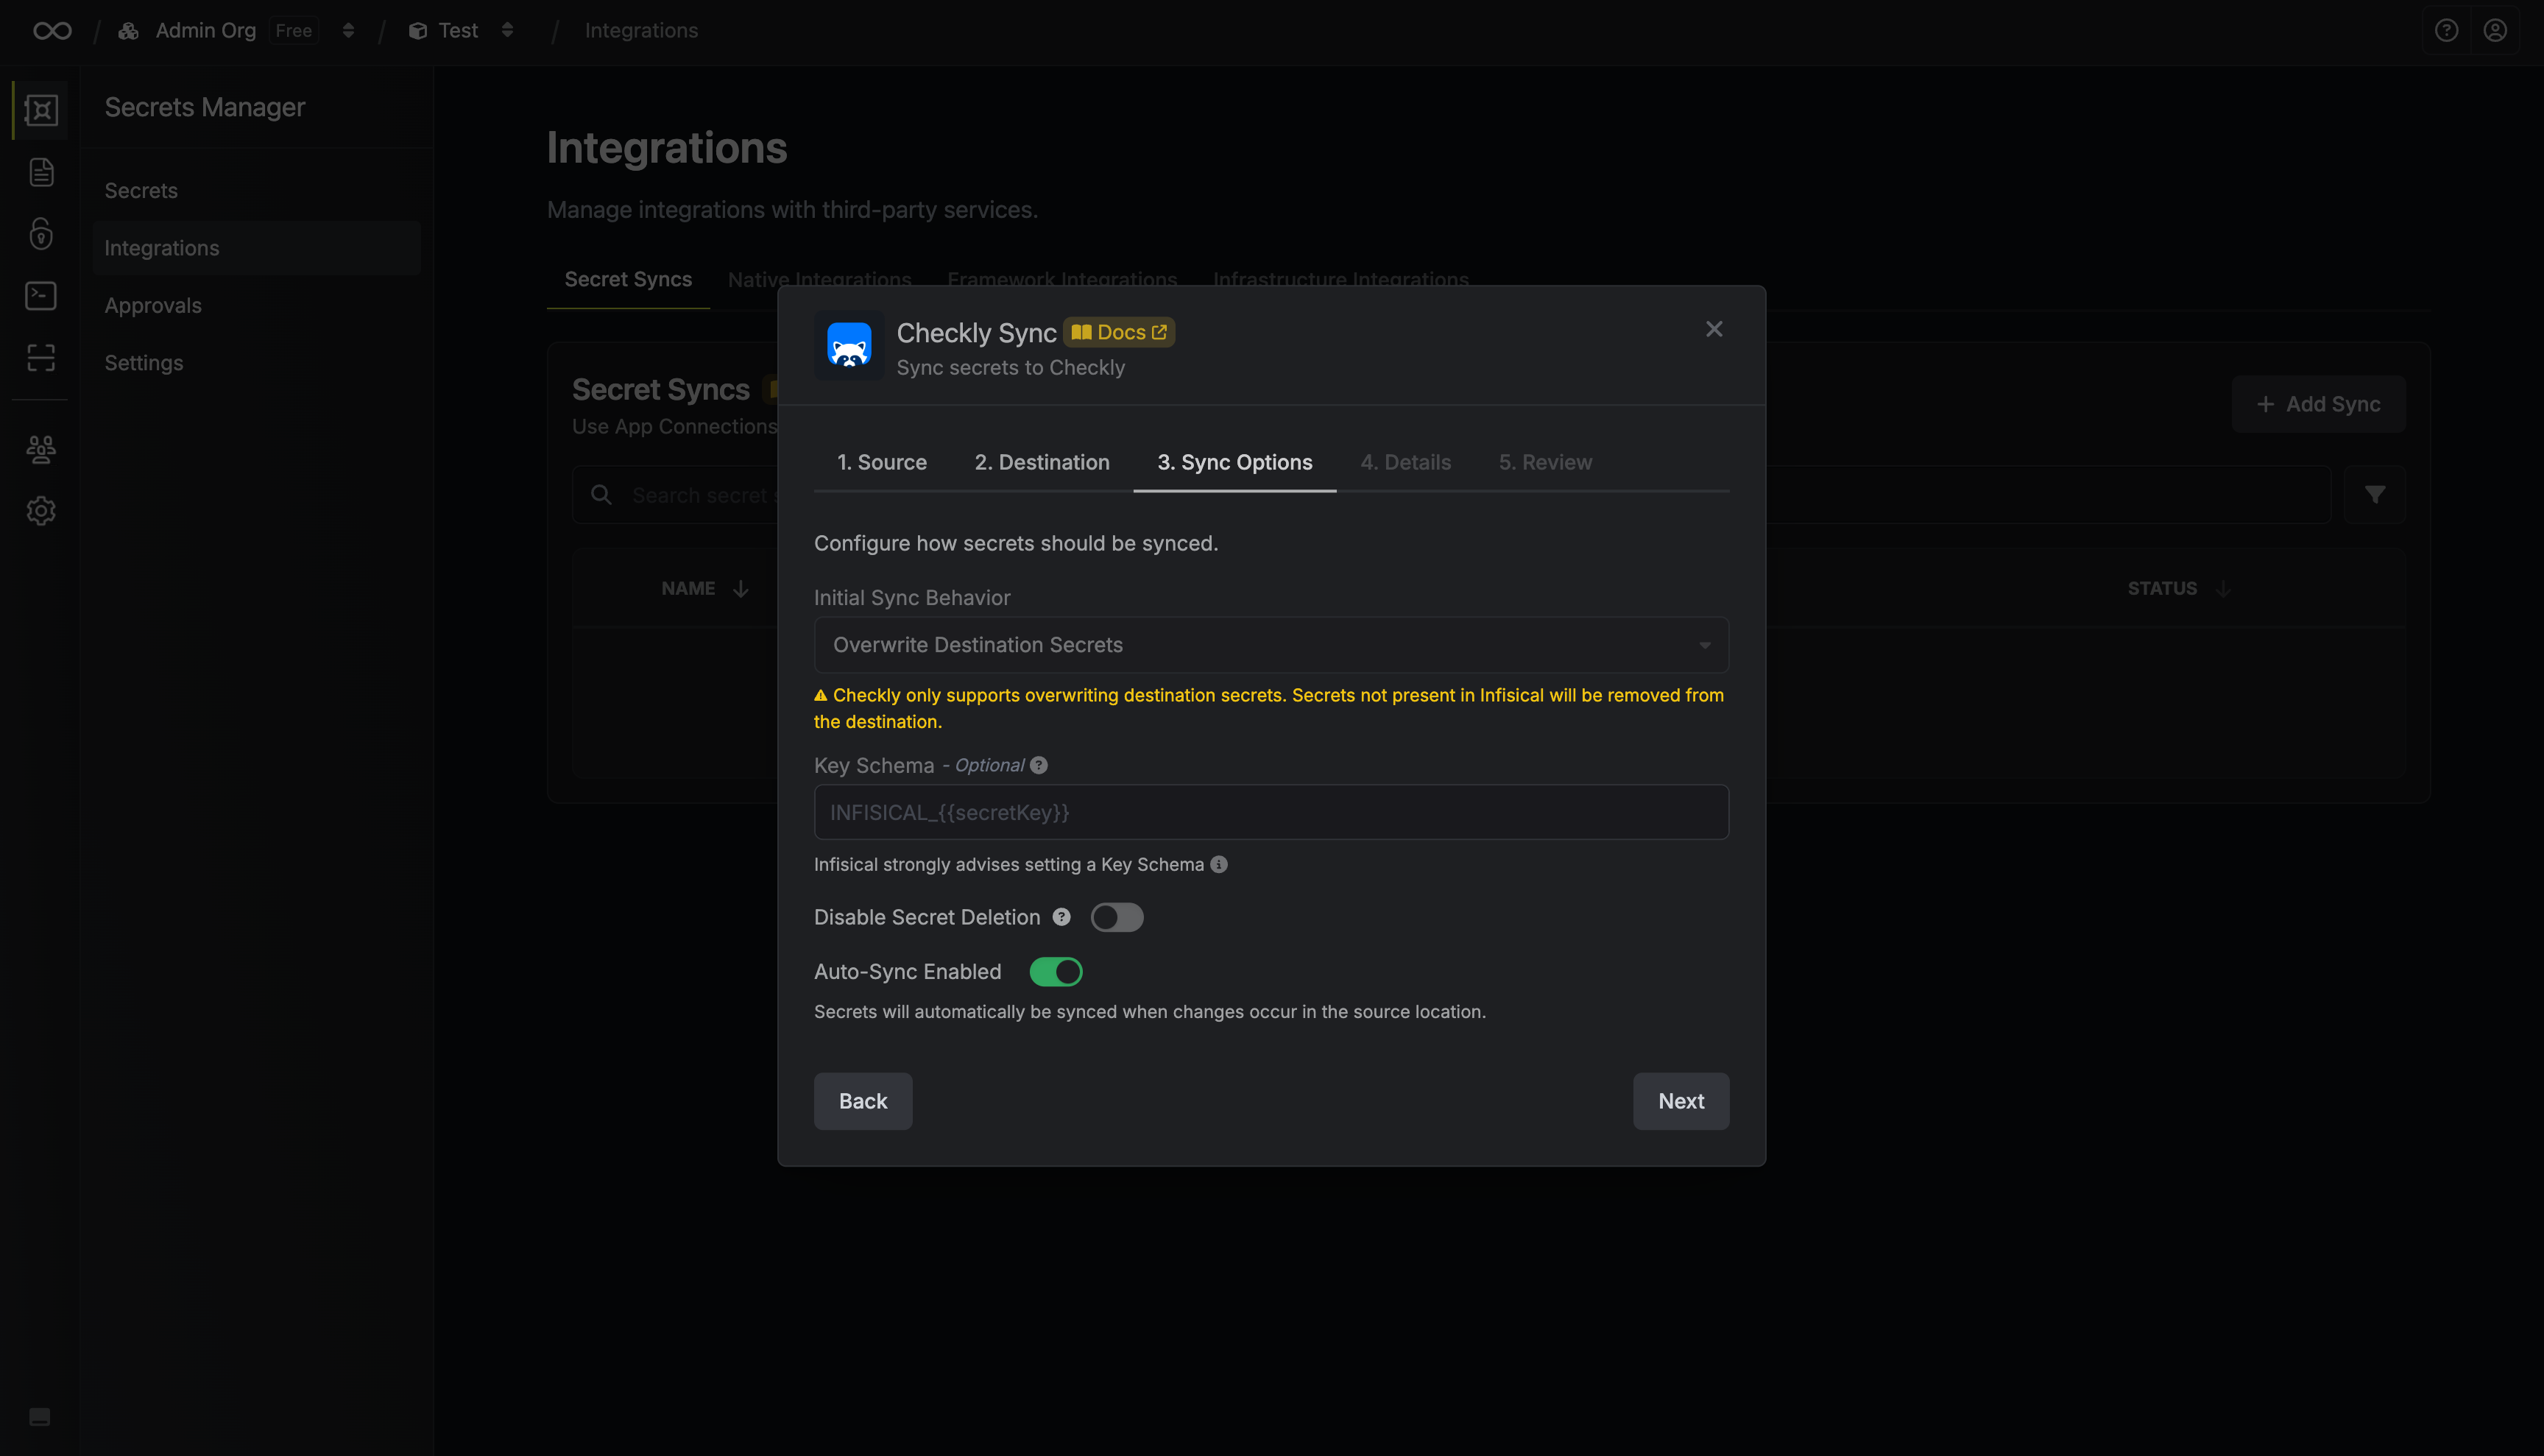 Admin Org Free
Test
Integrations
Secrets Manager
Secrets
Integrations
Approvals
Settings
Integrations
Manage integrations with third-party services.
Secret Syncs Native Integrations Framework Integrations Infrastructure Integrations
Secret Syncs
Use App Connections
Add Sync
Search secret
NAME
STATUS
Checkly Sync Docs
Sync secrets to Checkly
1. Source 2. Destination 3. Sync Options 4. Details 5. Review
Configure how secrets should be synced.
Initial Sync Behavior
Overwrite Destination Secrets
Checkly only supports overwriting destination secrets. Secrets not present in Infisical will be removed from
the destination.
Key Schema - Optional
INFISICAL_{{secretKey}}
Infisical strongly advises setting a Key Schema
Disable Secret Deletion
Auto-Sync Enabled
Secrets will automatically be synced when changes occur in the source location.
Back
Next